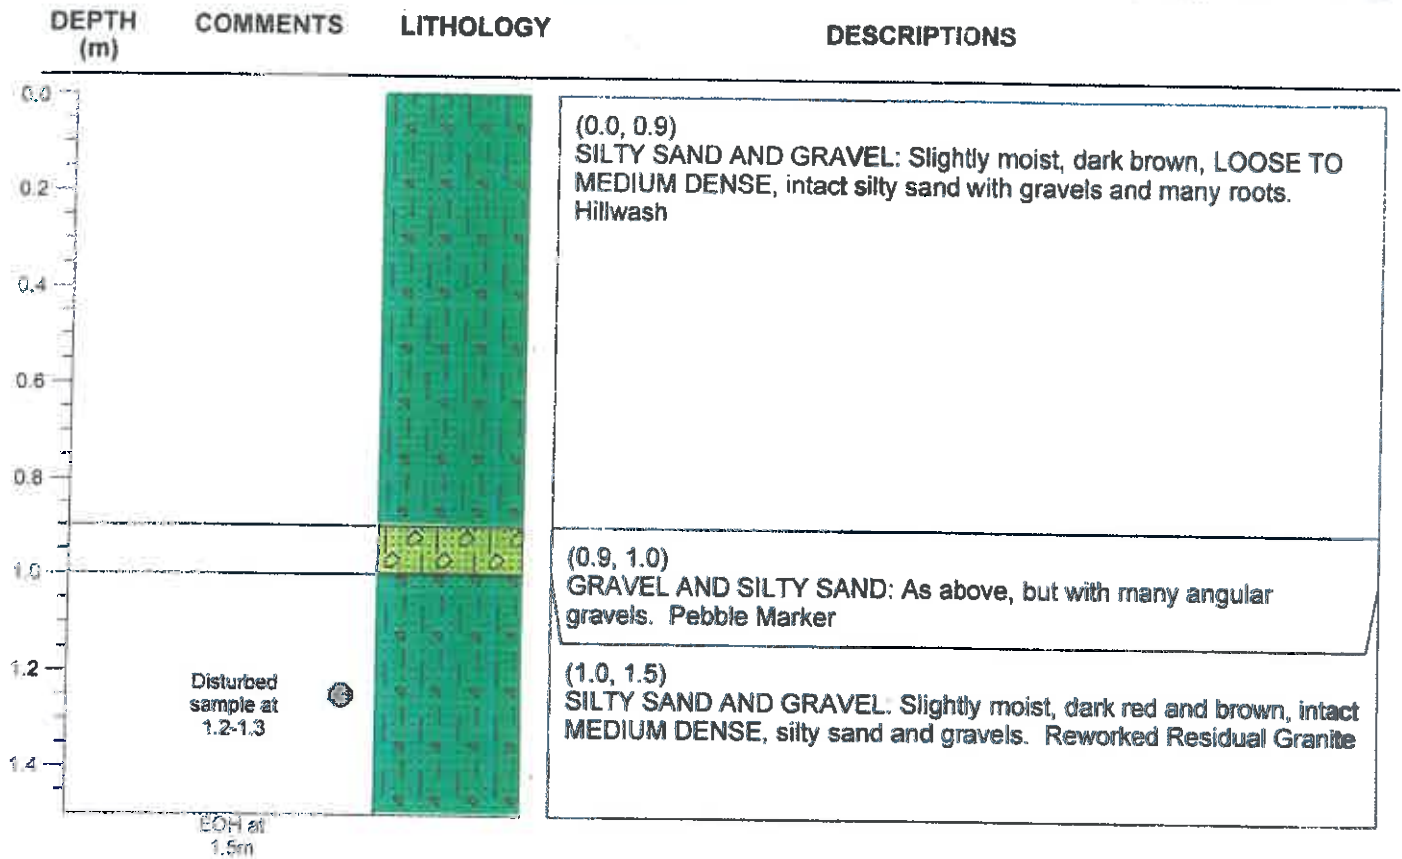 DEPTH
(m)
COMMENTS
LITHOLOGY
DESCRIPTIONS
0.0
0.2
0.4
0.6
0.8
1.0
1.2
1.4
(0.0, 0.9)
SILTY SAND AND GRAVEL: Slightly moist, dark brown, LOOSE TO
MEDIUM DENSE, intact silty sand with gravels and many roots.
Hillwash
(0.9, 1.0)
GRAVEL AND SILTY SAND: As above, but with many angular
gravels. Pebble Marker
Disturbed
sample at
1.2-1.3
(1.0, 1.5)
SILTY SAND AND GRAVEL: Slightly moist, dark red and brown, intact
MEDIUM DENSE, silty sand and gravels. Reworked Residual Granite
EOH at
1.5m